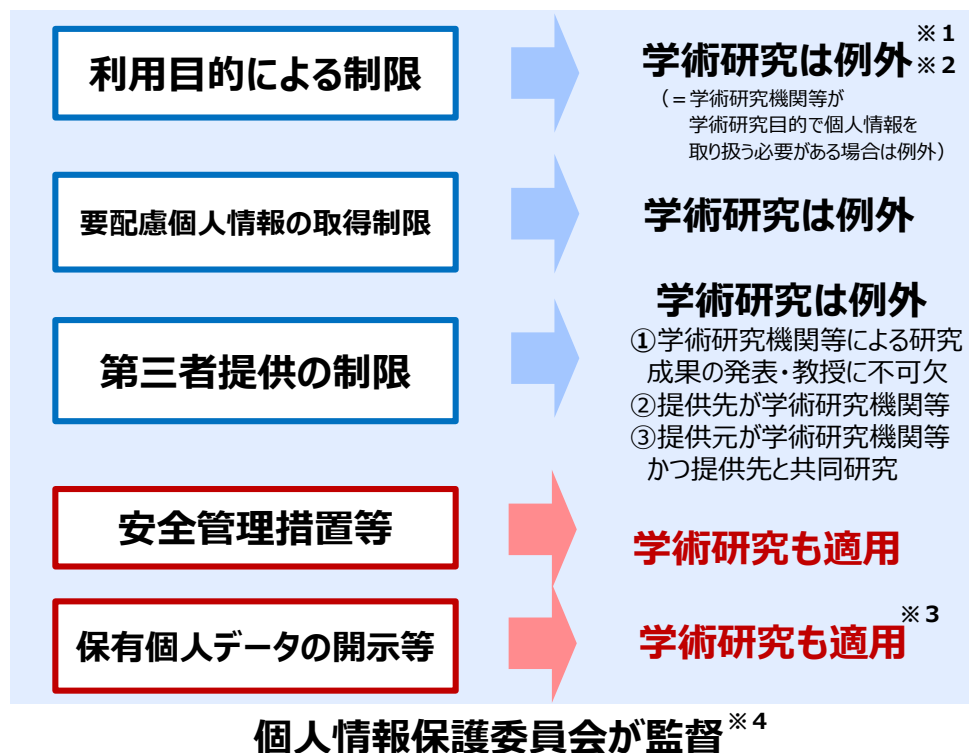 利用目的による制限
学術研究は例外※1
※2
（＝学術研究機関等が
学術研究目的で個人情報を
取り扱う必要がある場合は例外）
要配慮個人情報の取得制限
学術研究は例外
第三者提供の制限
学術研究は例外
①学術研究機関等による研究
成果の発表・教授に不可欠
②提供先が学術研究機関等
③提供元が学術研究機関等
かつ提供先と共同研究
安全管理措置等
学術研究も適用
保有個人データの開示等
学術研究も適用※3
個人情報保護委員会が監督※4